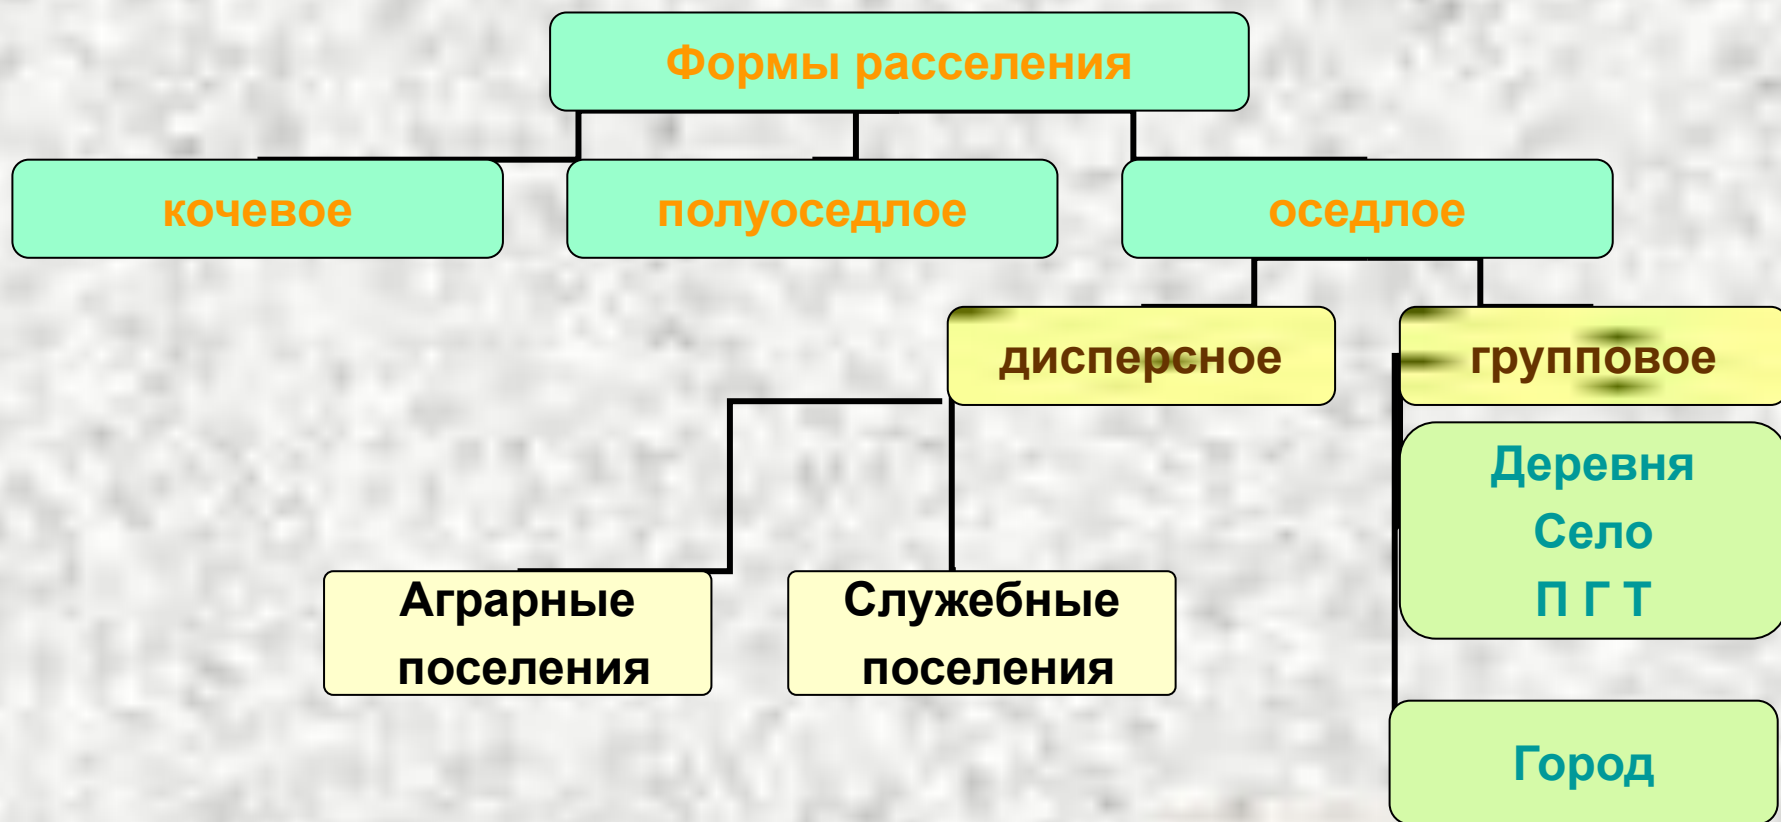 Формы расселения
кочевое
полуоседлое
оседлое
дисперсное
групповое
Деревня
Село
П Г Т
Аграрные
поселения
Служебные
поселения
Город